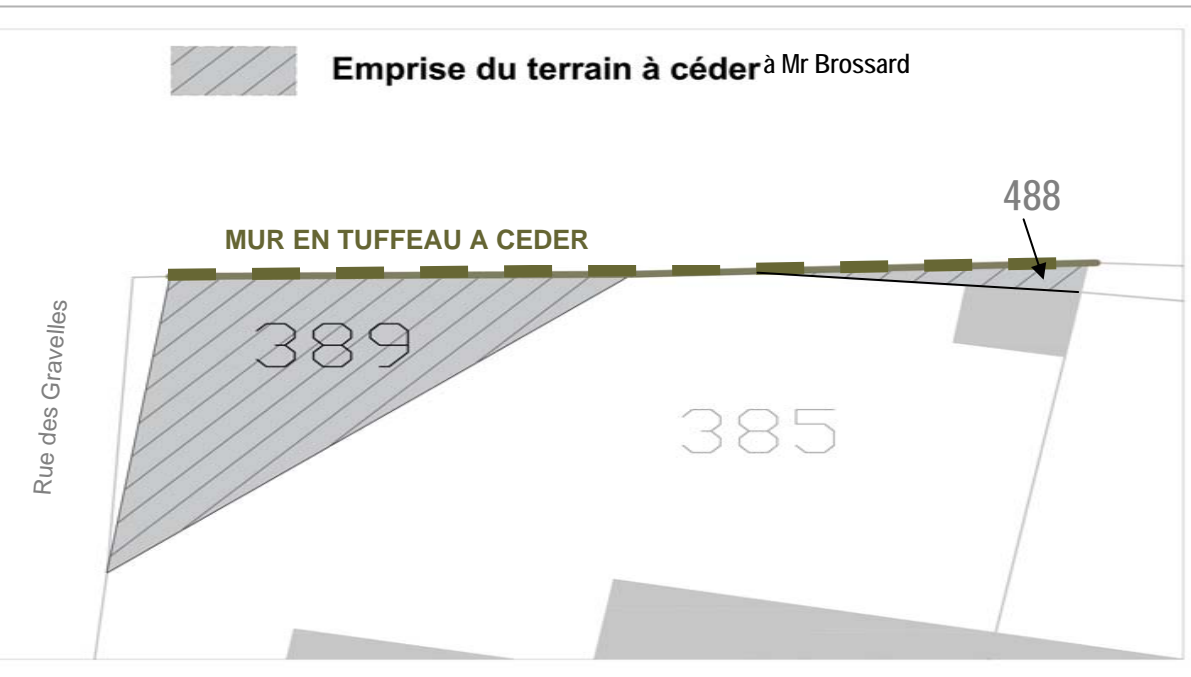 Emprise du terrain à céder à Mr Brossard
488
MUR EN TUFFEAU A CEDER
389
Rue des Gravelles
385